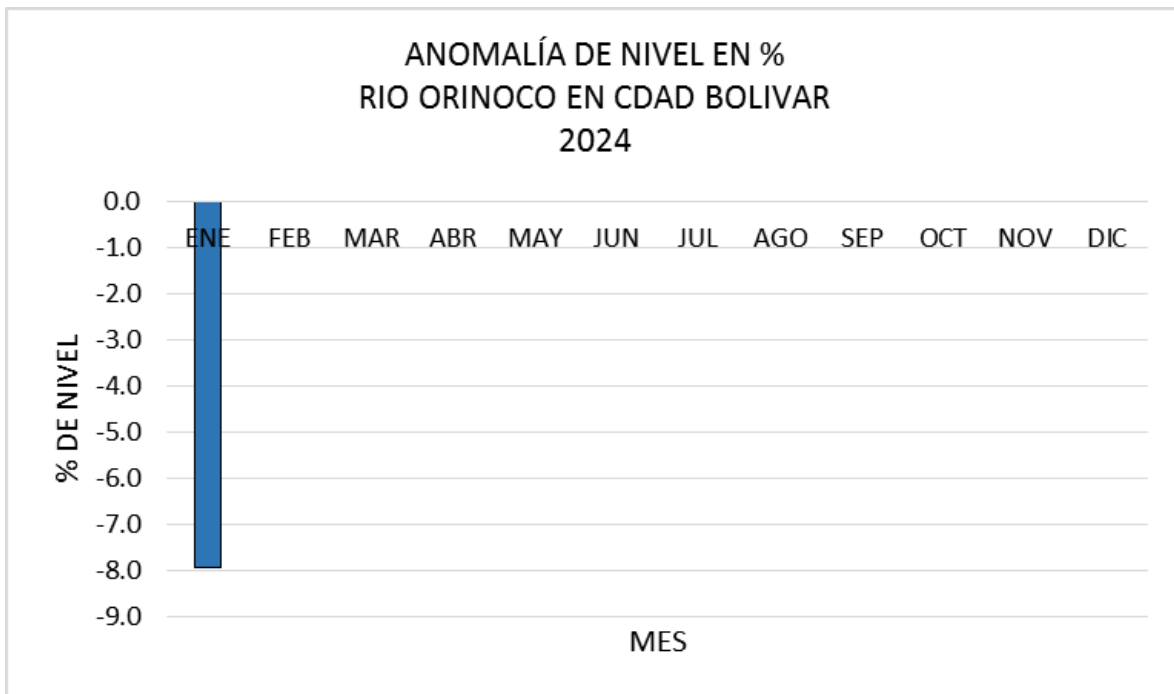 ANOMALÍA DE NIVEL EN %
RIO ORINOCO EN CDAD BOLIVAR
2024
0.0
ENE FEB MAR ABR MAY JUN JUL AGO SEP OCT NOV DIC
-1.0
-2.0
-3.0
-4.0
-5.0
-6.0
-7.0
-8.0
-9.0
% DE NIVEL
MES